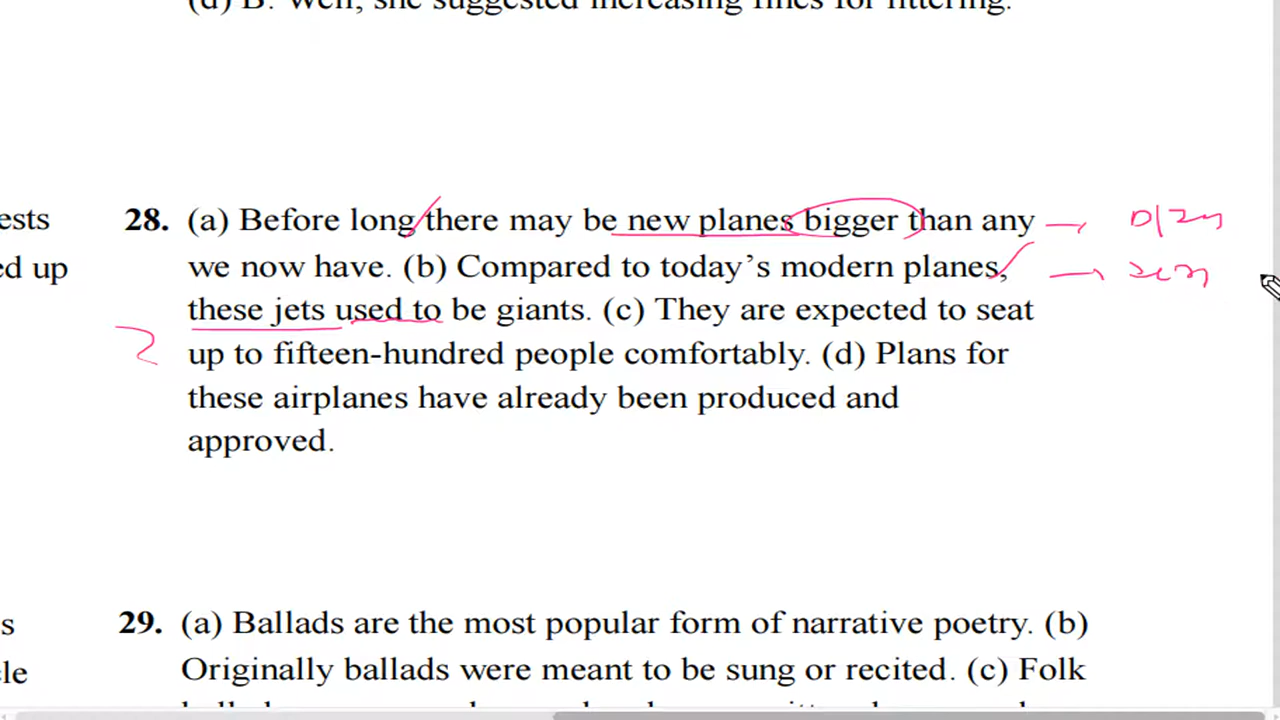 (d) B: Well, she suggested increasing fines for littering.
ests
28. (a) Before long there may be new planes bigger than any
ed up
we now have. (b) Compared to today's modern planes,
these jets used to be giants. (c) They are expected to seat
up to fifteen-hundred people comfortably. (d) Plans for
these airplanes have already been produced and
approved.
s
29. (a) Ballads are the most popular form of narrative poetry. (b)
cle
Originally ballads were meant to be sung or recited. (c) Folk